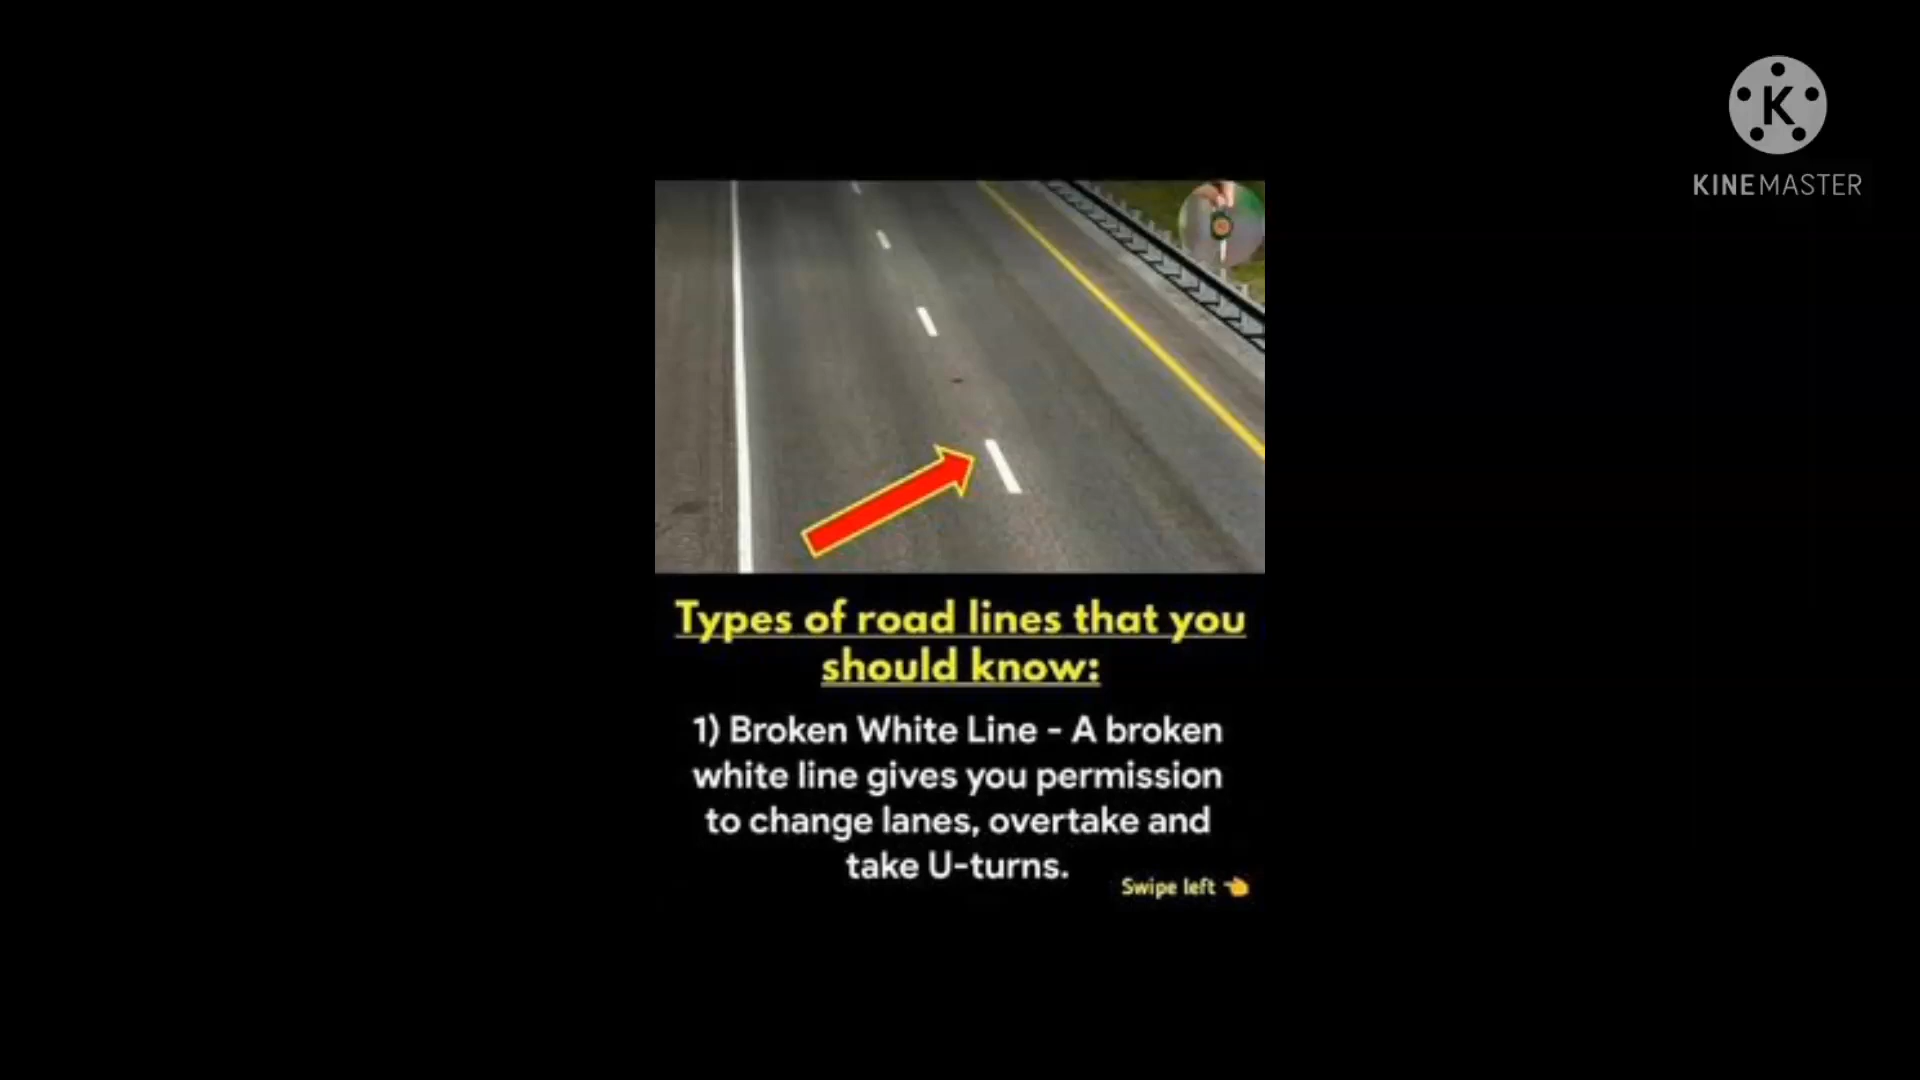 K
KINEMASTER
Types of road lines that you
should know:
1) Broken White Line - A broken
white line gives you permission
to change lanes, overtake and
take U-turns.
Swipe left 👈